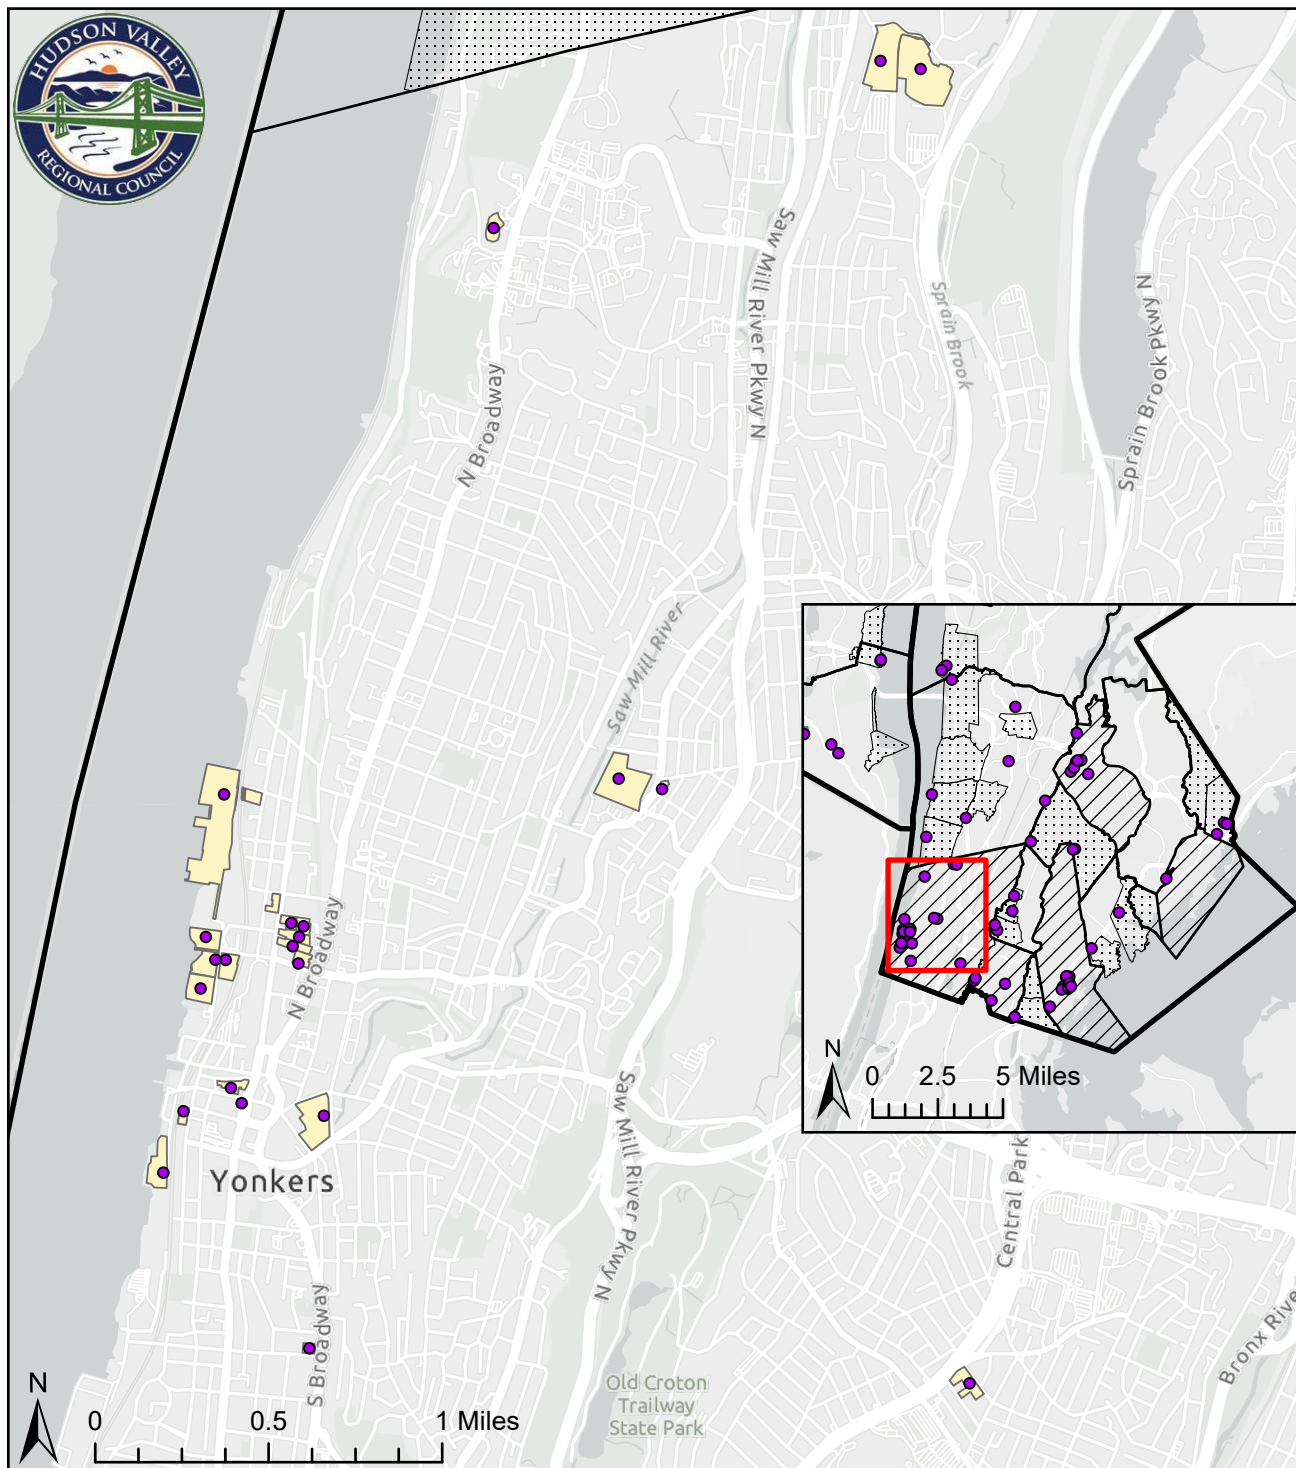 HUDSON VALLEY
REGIONAL COUNCIL
Saw Mill River Pkwy N
Sprain Brook
Sprain Brook Pkwy N
N Broadway
Saw Mill River
N Broadway
N
0 2.5 5 Miles
Yonkers
Saw Mill River Pkwy N
Central Park
S Broadway
Bronx Rive
Old Croton
Trailway
State Park
N
0 0.5 1 Miles